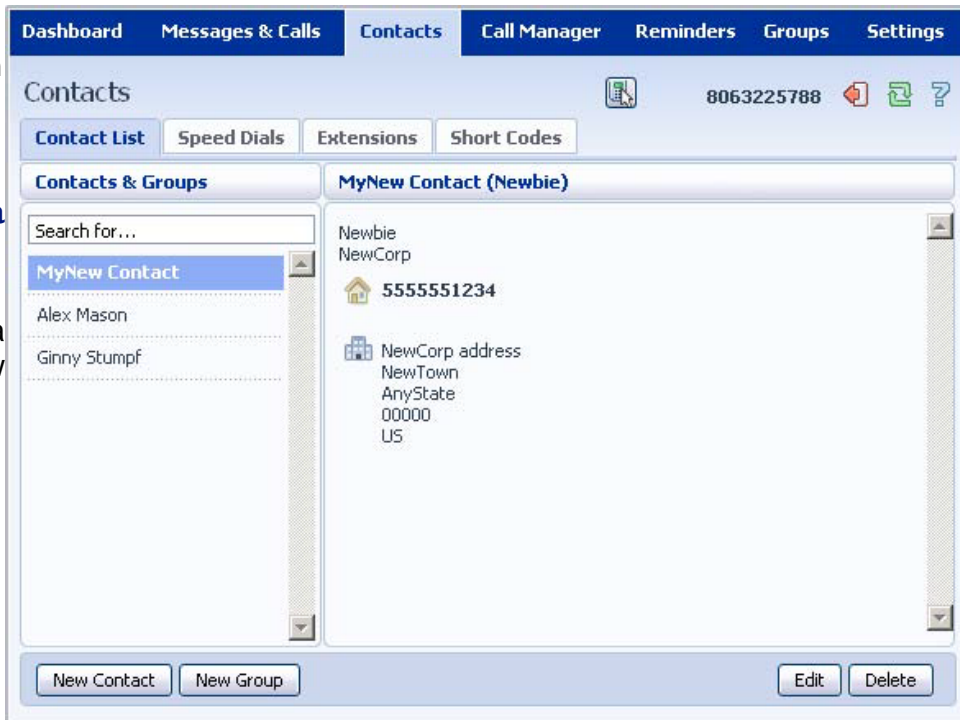 Dashboard Messages & Calls Contacts Call Manager Reminders Groups Settings
Contacts
8063225788
Contact List Speed Dials Extensions Short Codes
Contacts & Groups
MyNew Contact (Newbie)
Search for...
MyNew Contact
Alex Mason
Ginny Stumpf
Newbie
NewCorp
5555551234
NewCorp address
NewTown
AnyState
00000
US
New Contact New Group Edit Delete